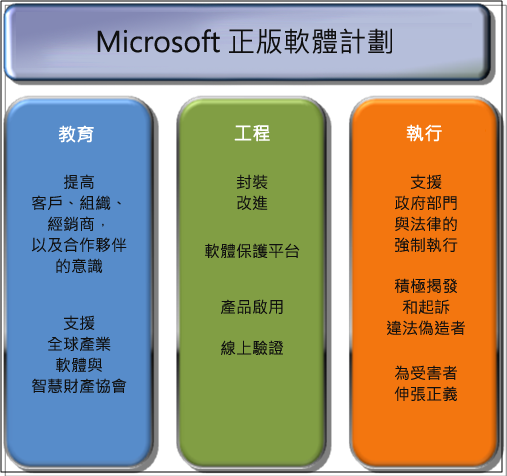 Microsoft 正版軟體計劃
教育
提高
客戶、組織、
經銷商，
以及合作夥伴
的意識
支援
全球產業
軟體與
智慧財產協會
工程
封裝
改進
軟體保護平台
產品啟用
線上驗證
執行
支援
政府部門
與法律的
強制執行
積極揭發
和起訴
違法偽造者
為受害者
伸張正義